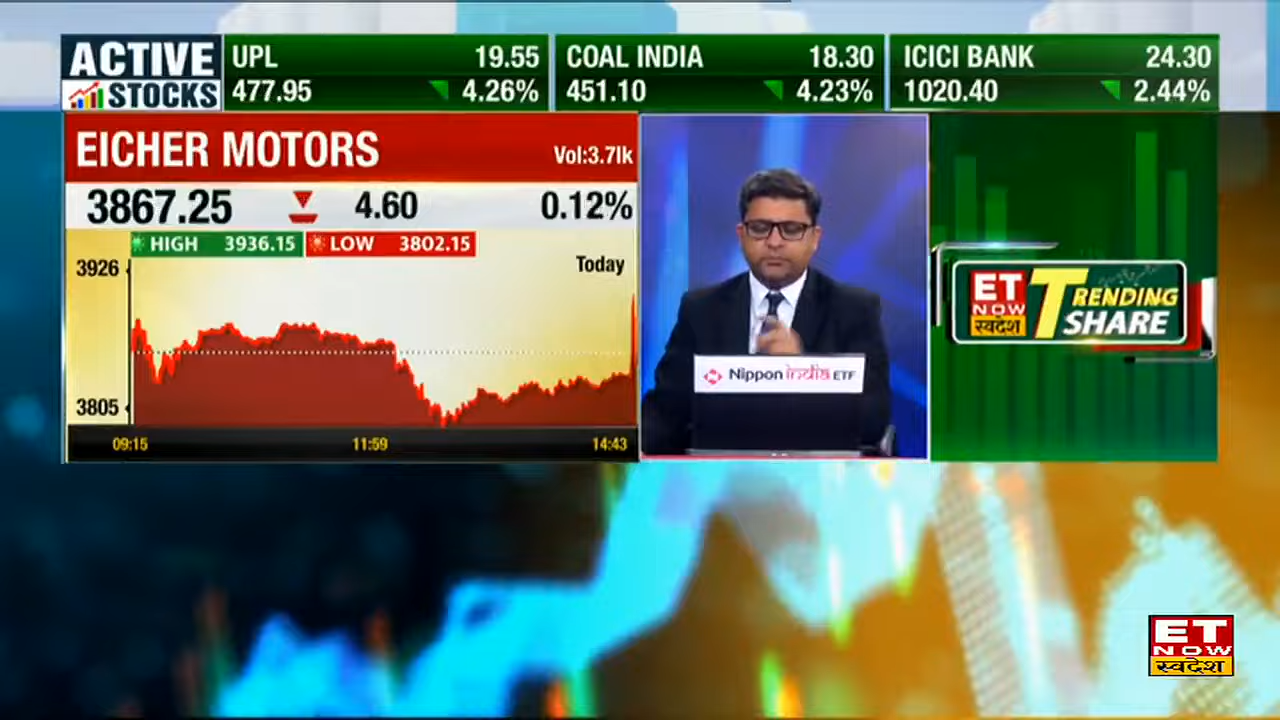 ACTIVE
STOCKS
UPL 19.55
477.95 4.26%
COAL INDIA 18.30
451.10 4.23%
ICICI BANK 24.30
1020.40 2.44%
EICHER MOTORS Vol:3.7lk
3867.25 4.60 0.12%
HIGH 3936.15 LOW 3802.15
3926 Today
3805
09:15 11:59 14:43
Nippon india ETF
ET
NOW
स्वदेश
TRENDING
SHARE
ET
NOW
स्वदेश